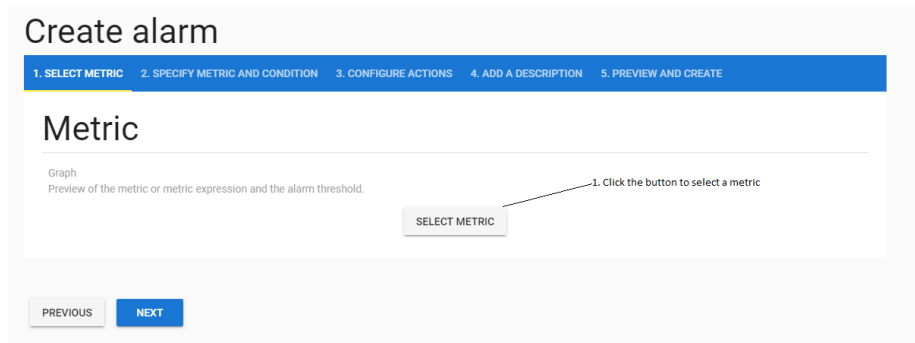 Create alarm
1. SELECT METRIC 2. SPECIFY METRIC AND CONDITION 3. CONFIGURE ACTIONS 4. ADD A DESCRIPTION 5. PREVIEW AND CREATE
Metric
Graph
Preview of the metric or metric expression and the alarm threshold.
1. Click the button to select a metric
SELECT METRIC
PREVIOUS NEXT